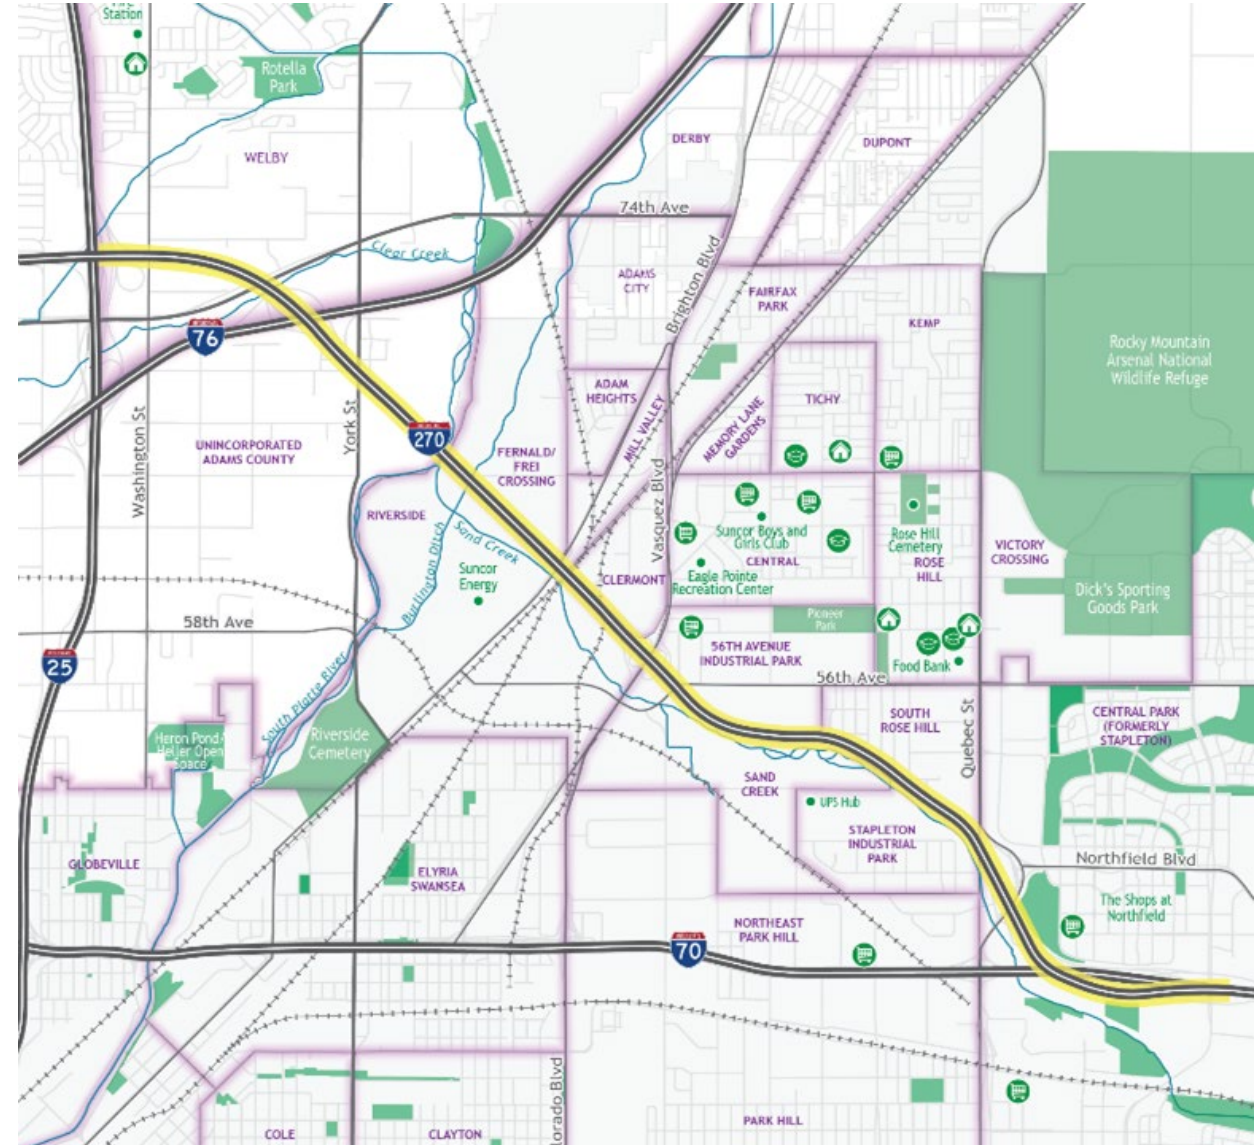 Station
Rotella
Park
WELBY
DERBY
DUPONT
74th Ave
Clear Creek
ADAMS
CITY
Brighton Blvd
FAIRFAX
PARK
KEMP
Rocky Mountain
Arsenal National
Wildlife Refuge
76
ADAM
HEIGHTS
MILL VALLEY
MEMORY LANE
GARDENS
TICHY
Washington St
York St
270
UNINCORPORATED
ADAMS COUNTY
FERNALD/
FREI
CROSSING
Vasquez Blvd
RIVERSIDE
Burlington Ditch
Sand Creek
Suncor
Energy
Suncor Boys and
Girls Club
CENTRAL
Rose Hill
Cemetery
ROSE
HILL
VICTORY
CROSSING
CLERMONT
Eagle Pointe
Recreation Center
Dick's Sporting
Goods Park
Pioneer
Park
58th Ave
25
56TH AVENUE
INDUSTRIAL PARK
Food Bank
56th Ave
South Platte River
Heron Pond/
Heller Open
Space
Riverside
Cemetery
SOUTH
ROSE HILL
Quebec St
CENTRAL PARK
(FORMERLY
STAPLETON)
SAND
CREEK
UPS Hub
STAPLETON
INDUSTRIAL
PARK
GLOBEVILLE
ELYRIA
SWANSEA
Northfield Blvd
The Shops at
Northfield
NORTHEAST
PARK HILL
70
COLE
CLAYTON
lorado Blvd
PARK HILL